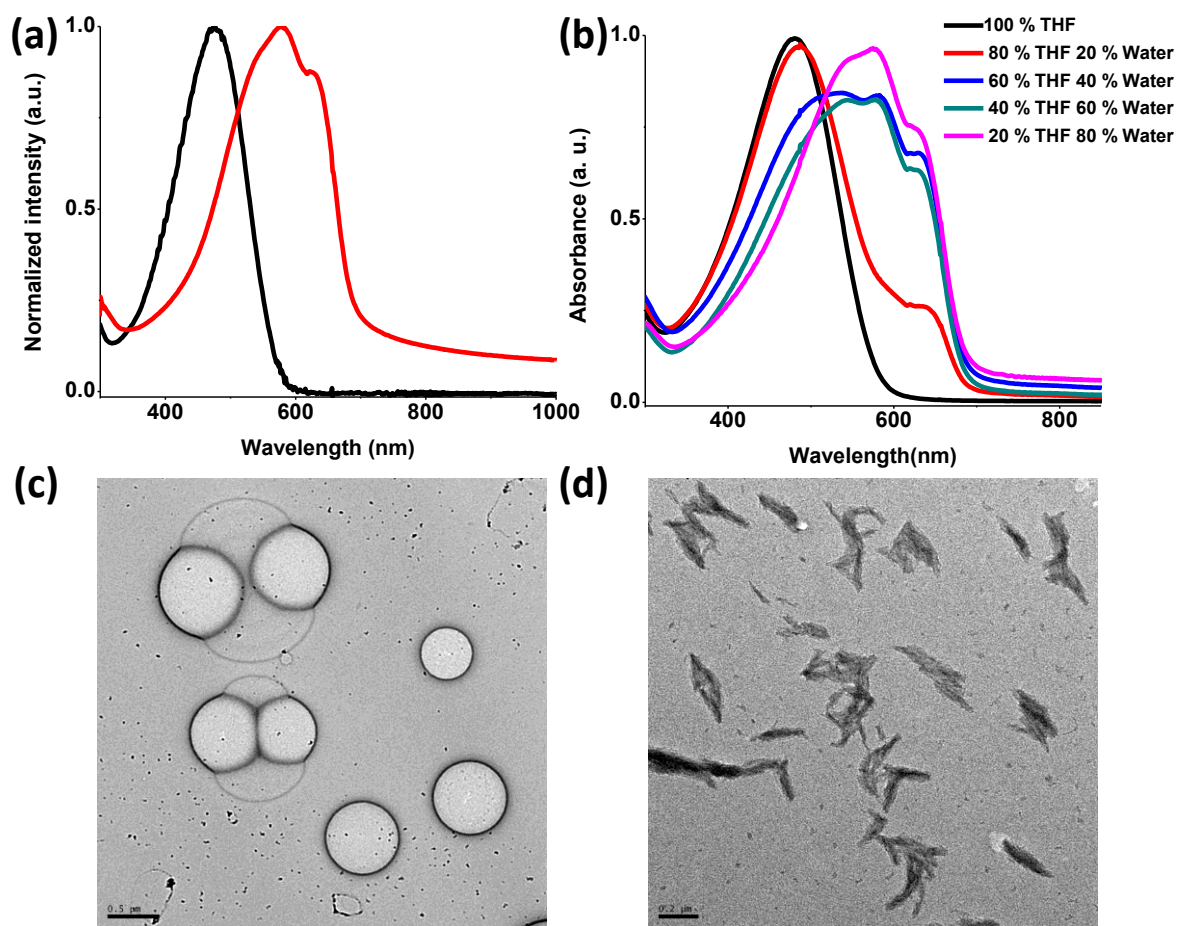 (a)
1.0
0.5
0.0
Normalized intensity (a.u.)
400
600
800
1000
Wavelength (nm)
(b)
1.0
0.5
0.0
Absorbance (a. u.)
400
600
800
Wavelength(nm)
100 % THF
80 % THF 20 % Water
60 % THF 40 % Water
40 % THF 60 % Water
20 % THF 80 % Water
(c)
0.5 µm
(d)
0.2 µm